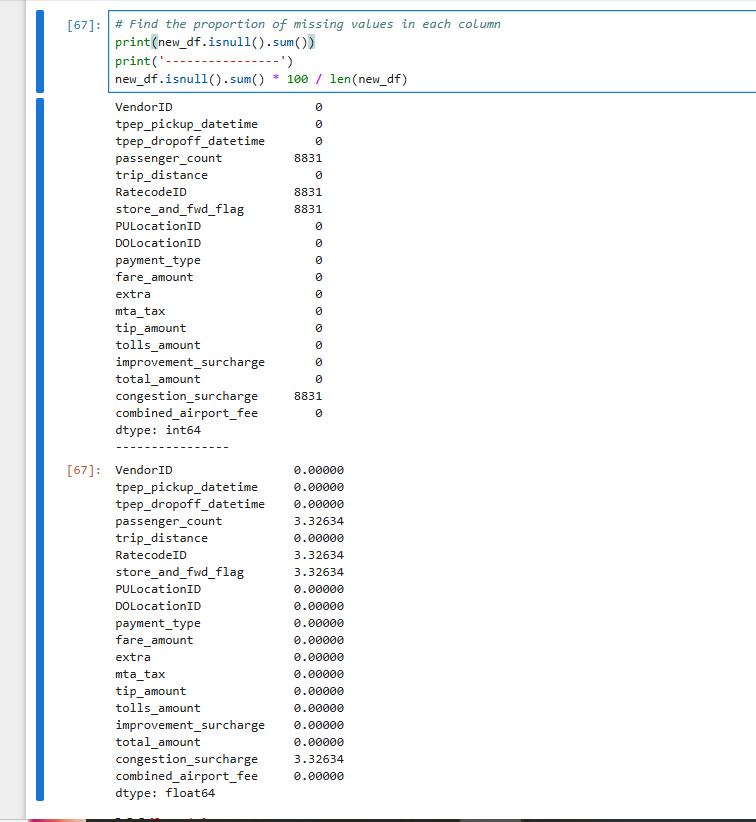 [67]: # Find the proportion of missing values in each column
print(new_df.isnull().sum())
print('----------------')
new_df.isnull().sum() * 100 / len(new_df)
VendorID 0
tpep_pickup_datetime 0
tpep_dropoff_datetime 0
passenger_count 8831
trip_distance 0
RatecodeID 8831
store_and_fwd_flag 8831
PULocationID 0
DOLocationID 0
payment_type 0
fare_amount 0
extra 0
mta_tax 0
tip_amount 0
tolls_amount 0
improvement_surcharge 0
total_amount 0
congestion_surcharge 8831
combined_airport_fee 0
dtype: int64
----------------
[67]: VendorID 0.00000
tpep_pickup_datetime 0.00000
tpep_dropoff_datetime 0.00000
passenger_count 3.32634
trip_distance 0.00000
RatecodeID 3.32634
store_and_fwd_flag 3.32634
PULocationID 0.00000
DOLocationID 0.00000
payment_type 0.00000
fare_amount 0.00000
extra 0.00000
mta_tax 0.00000
tip_amount 0.00000
tolls_amount 0.00000
improvement_surcharge 0.00000
total_amount 0.00000
congestion_surcharge 3.32634
combined_airport_fee 0.00000
dtype: float64